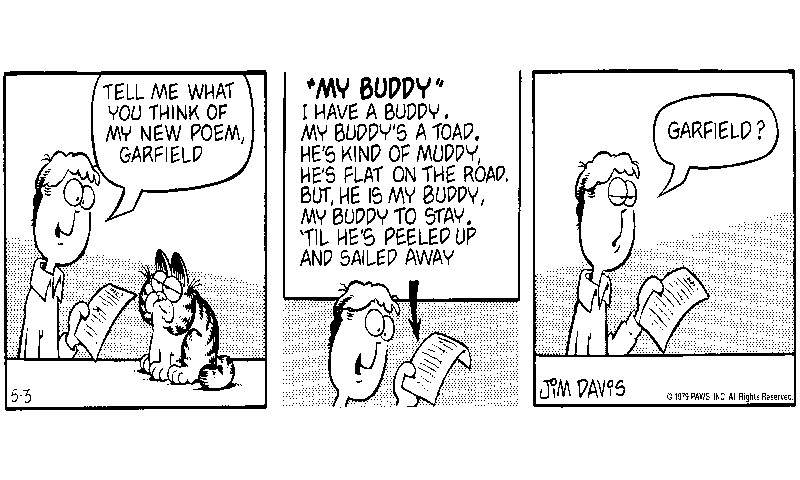 TELL ME WHAT
YOU THINK OF
MY NEW POEM,
GARFIELD
5-3
"MY BUDDY"
I HAVE A BUDDY.
MY BUDDY'S A TOAD.
HE'S KIND OF MUDDY,
HE'S FLAT ON THE ROAD.
BUT, HE IS MY BUDDY,
MY BUDDY TO STAY.
'TIL HE'S PEELED UP
AND SAILED AWAY
GARFIELD?
JIM DAVIS
© 1979 PAWS, INC. All Rights Reserved.